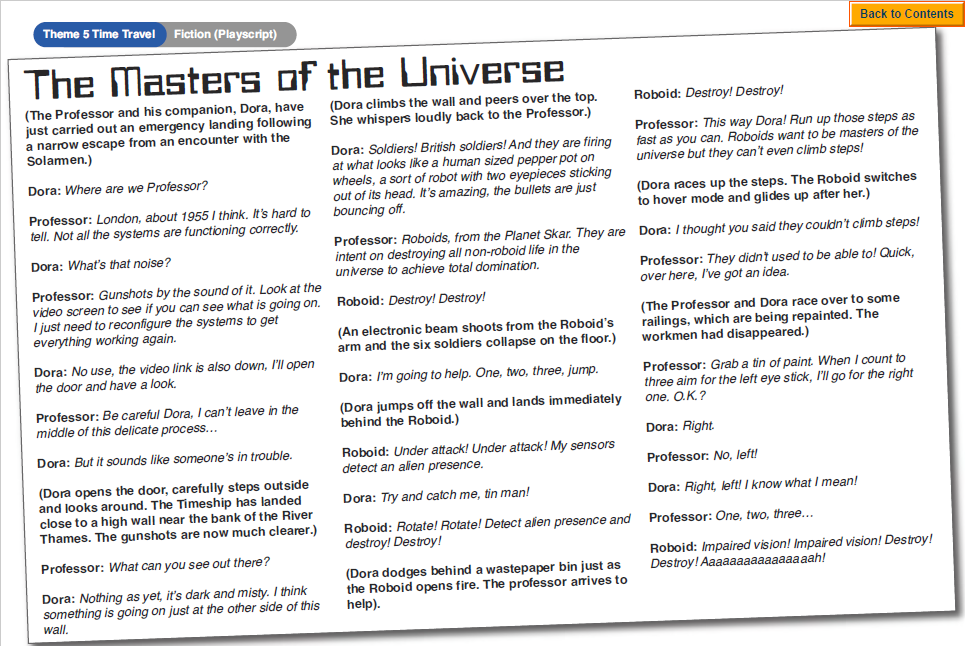 Back to Contents
Theme 5 Time Travel
Fiction (Playscript)
The Masters of the Universe
(The Professor and his companion, Dora, have
just carried out an emergency landing following
a narrow escape from an encounter with the
Solamen.)
Dora: Where are we Professor?
Professor: London, about 1955 I think. It's hard to
tell. Not all the systems are functioning correctly.
Dora: What's that noise?
Professor: Gunshots by the sound of it. Look at the
video screen to see if you can see what is going on.
I just need to reconfigure the systems to get
everything working again.
Dora: No use, the video link is also down, I'll open
the door and have a look.
Professor: Be careful Dora, I can't leave in the
middle of this delicate process…
Dora: But it sounds like someone's in trouble.
(Dora opens the door, carefully steps outside
and looks around. The Timeship has landed
close to a high wall near the bank of the River
Thames. The gunshots are now much clearer.)
Professor: What can you see out there?
Dora: Nothing as yet, it's dark and misty. I think
something is going on just at the other side of this
wall.
(Dora climbs the wall and peers over the top.
She whispers loudly back to the Professor.)
Dora: Soldiers! British soldiers! And they are firing
at what looks like a human sized pepper pot on
wheels, a sort of robot with two eyepieces sticking
out of its head. It's amazing, the bullets are just
bouncing off.
Professor: Roboids, from the Planet Skar. They are
intent on destroying all non-roboid life in the
universe to achieve total domination.
Roboid: Destroy! Destroy!
(An electronic beam shoots from the Roboid's
arm and the six soldiers collapse on the floor.)
Dora: I'm going to help. One, two, three, jump.
(Dora jumps off the wall and lands immediately
behind the Roboid.)
Roboid: Under attack! Under attack! My sensors
detect an alien presence.
Dora: Try and catch me, tin man!
Roboid: Rotate! Rotate! Detect alien presence and
destroy! Destroy!
(Dora dodges behind a wastepaper bin just as
the Roboid opens fire. The professor arrives to
help).
Roboid: Destroy! Destroy!
Professor: This way Dora! Run up those steps as
fast as you can. Roboids want to be masters of the
universe but they can't even climb steps!
(Dora races up the steps. The Roboid switches
to hover mode and glides up after her.)
Dora: I thought you said they couldn't climb steps!
Professor: They didn't used to be able to! Quick,
over here, I've got an idea.
(The Professor and Dora race over to some
railings, which are being repainted. The
workmen had disappeared.)
Professor: Grab a tin of paint. When I count to
three aim for the left eye stick, I'll go for the right
one. O.K.?
Dora: Right.
Professor: No, left!
Dora: Right, left! I know what I mean!
Professor: One, two, three…
Roboid: Impaired vision! Impaired vision! Destroy!
Destroy! Aaaaaaaaaaaaaaaah!